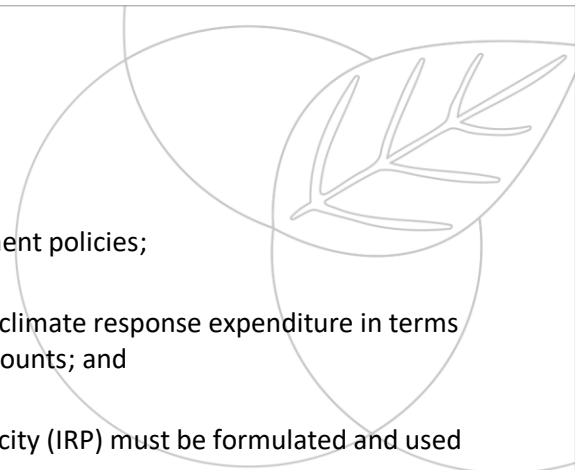 ent policies;
climate response expenditure in terms
ounts; and
city (IRP) must be formulated and used